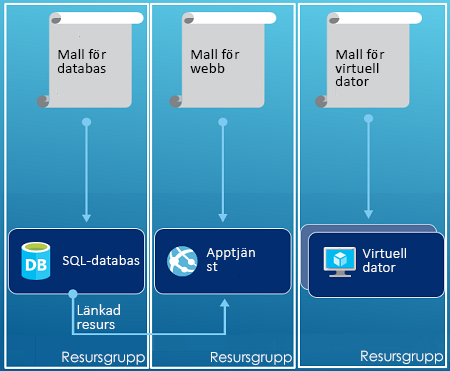 Mall för
databas
Mall för
webb
Mall för
virtuell
dator
DB
SQL-databas
Apptjän
st
Virtuell
dator
Länkad
resurs
Resursgrupp
Resursgrupp
Resursgrupp